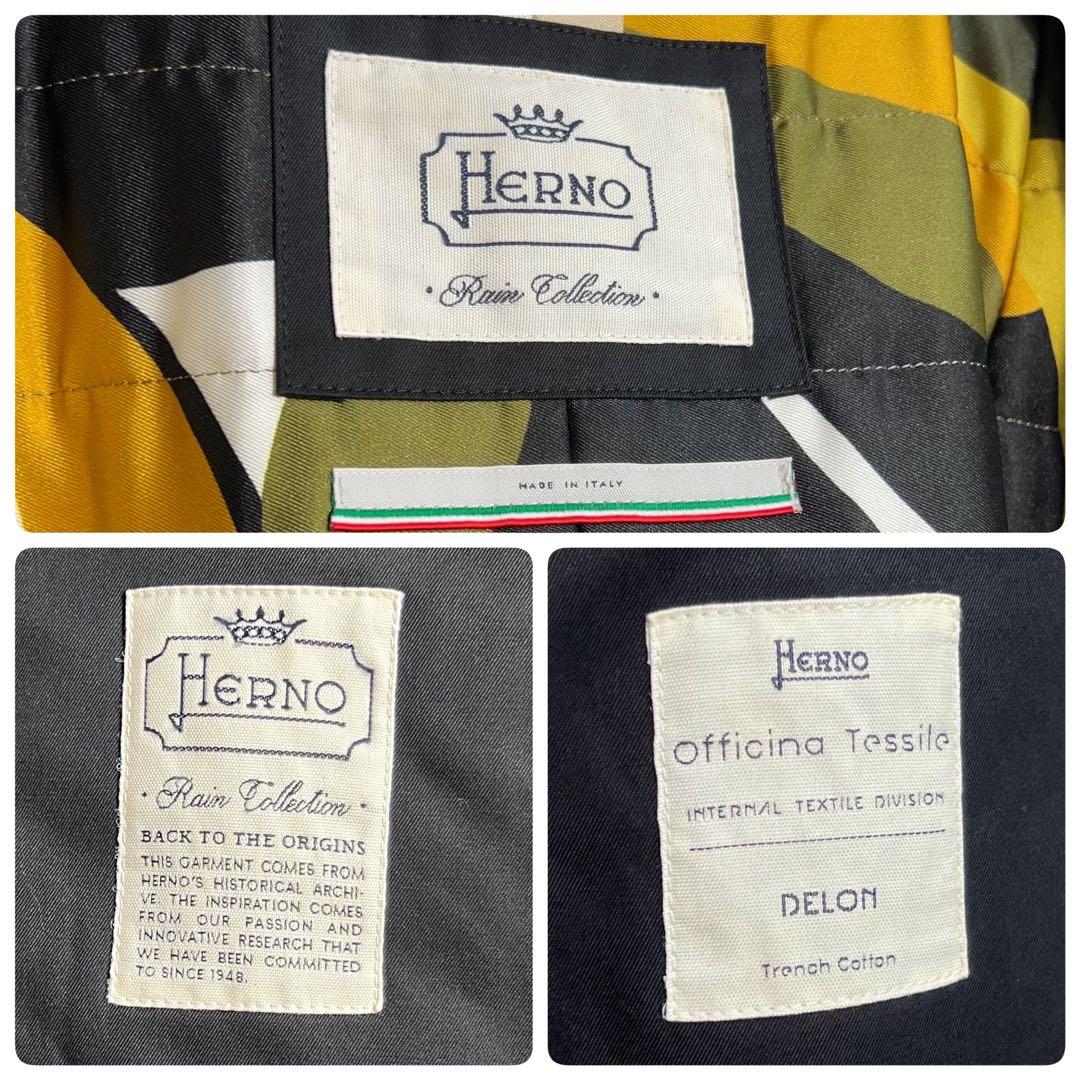 HERNO
· Rain Collection ·
MADE IN ITALY
HERNO
· Rain Collection ·
BACK TO THE ORIGINS
THIS GARMENT COMES FROM
HERNO'S HISTORICAL ARCHI-
VE. THE INSPIRATION COMES
FROM OUR PASSION AND
INNOVATIVE RESEARCH THAT
WE HAVE BEEN COMMITTED
TO SINCE 1948.
HERNO
Officina Tessile
INTERNAL TEXTILE DIVISION
DELON
Trench Cotton